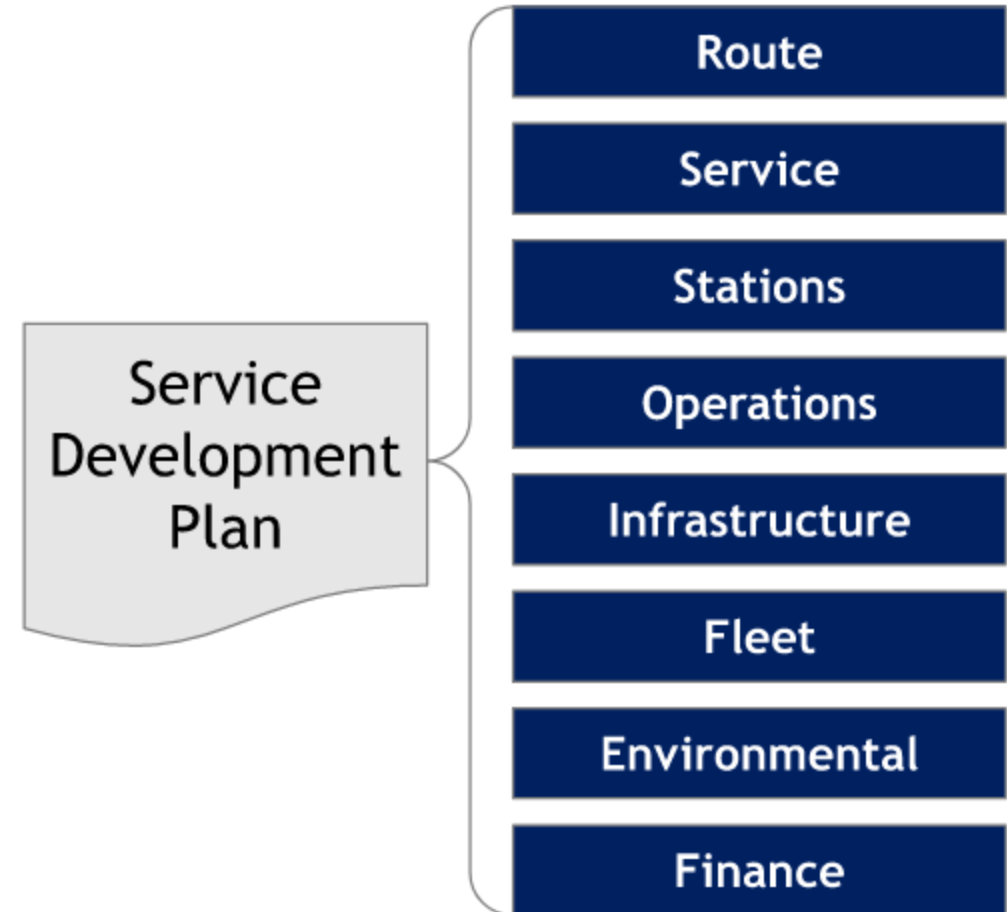 Service
Development
Plan
Route
Service
Stations
Operations
Infrastructure
Fleet
Environmental
Finance